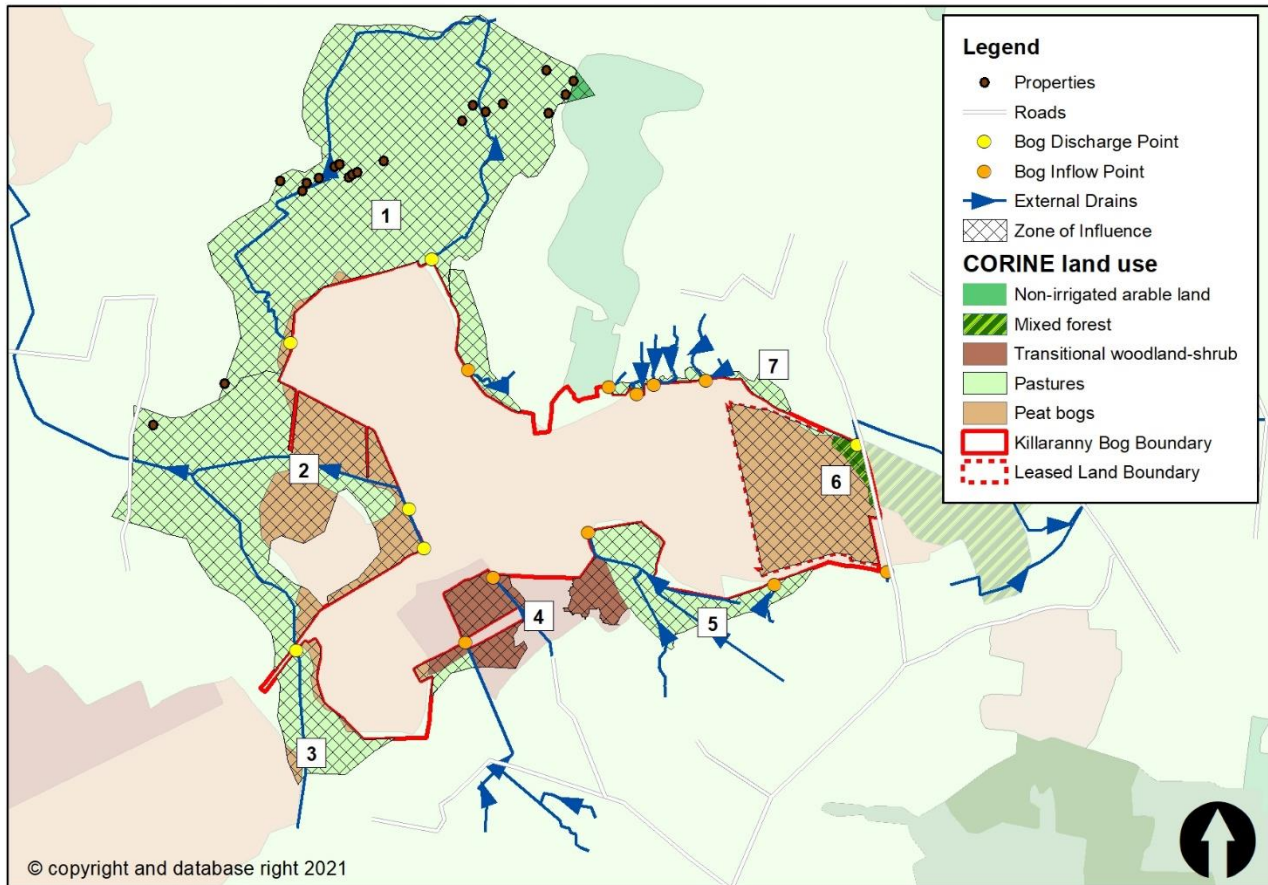 Legend
Properties
Roads
Bog Discharge Point
Bog Inflow Point
External Drains
Zone of Influence
CORINE land use
Non-irrigated arable land
Mixed forest
Transitional woodland-shrub
Pastures
Peat bogs
Killaranny Bog Boundary
Leased Land Boundary
1
7
2
6
4
5
3
© copyright and database right 2021